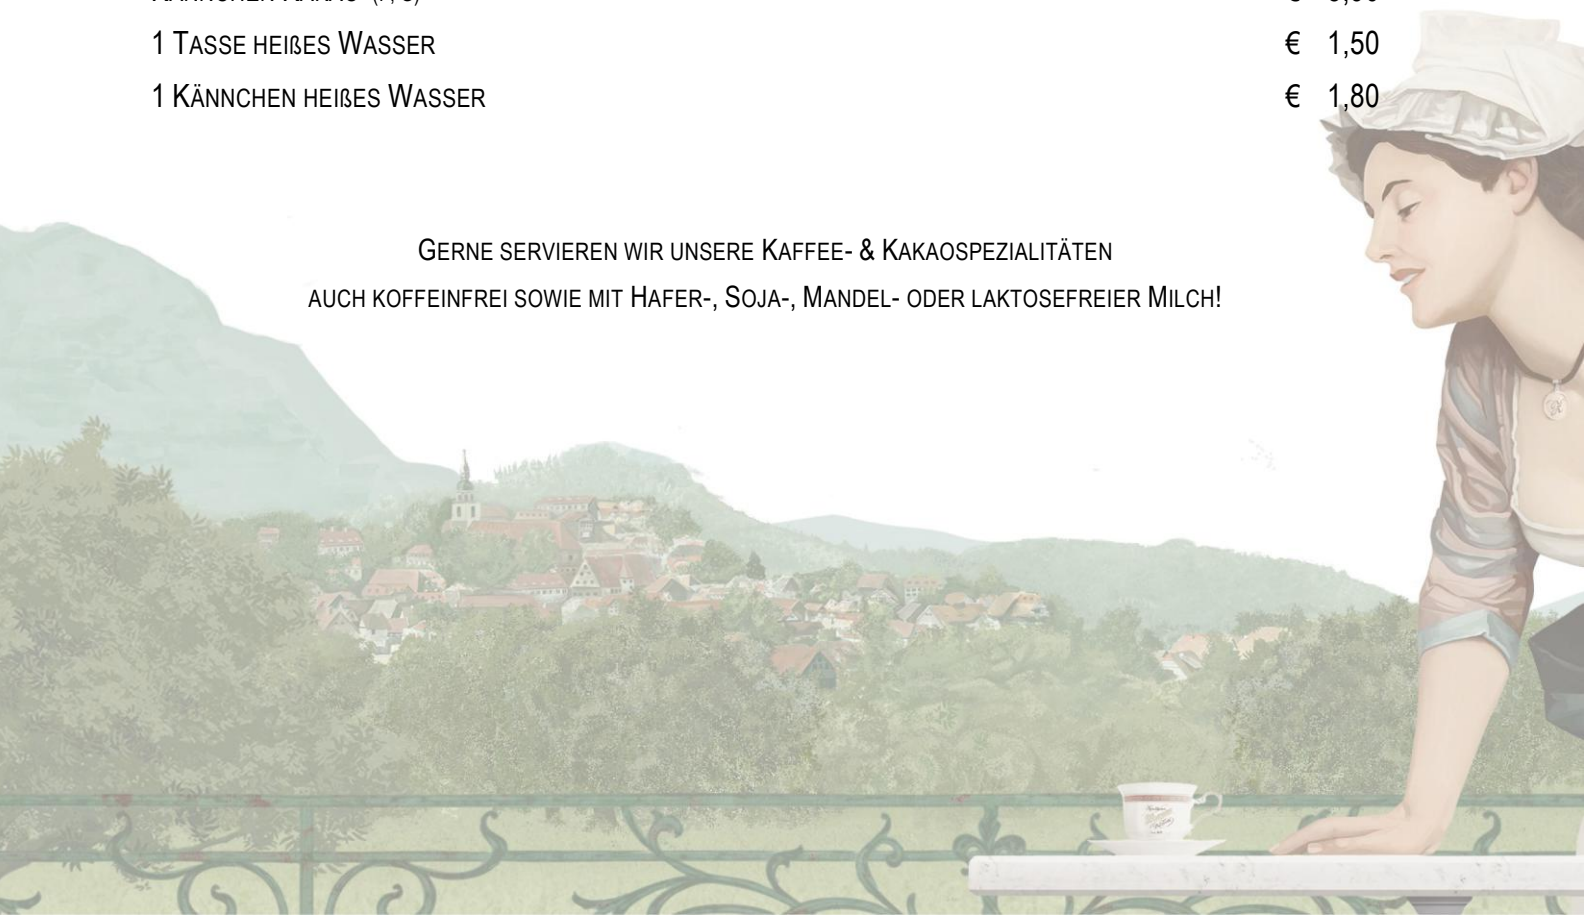 1 Tasse heißes Wasser € 1,50
1 Kännchen heißes Wasser € 1,80
Gerne servieren wir unsere Kaffee- & Kakaospezialitäten
auch koffeinfrei sowie mit Hafer-, Soja-, Mandel- oder laktosefreier Milch!